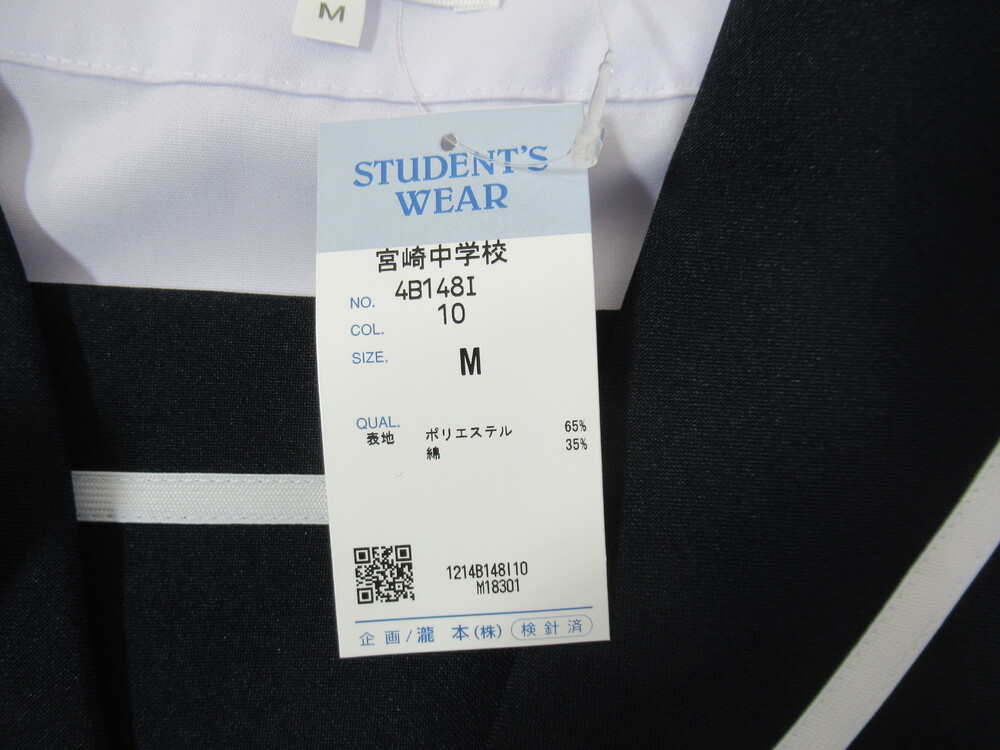 M
STUDENT'S
WEAR
宮崎中学校
NO. 4B148I
COL. 10
SIZE. M
QUAL.
表地 ポリエステル 65%
綿 35%
1214B148I10
M18301
企画/瀧本(株) 検針済